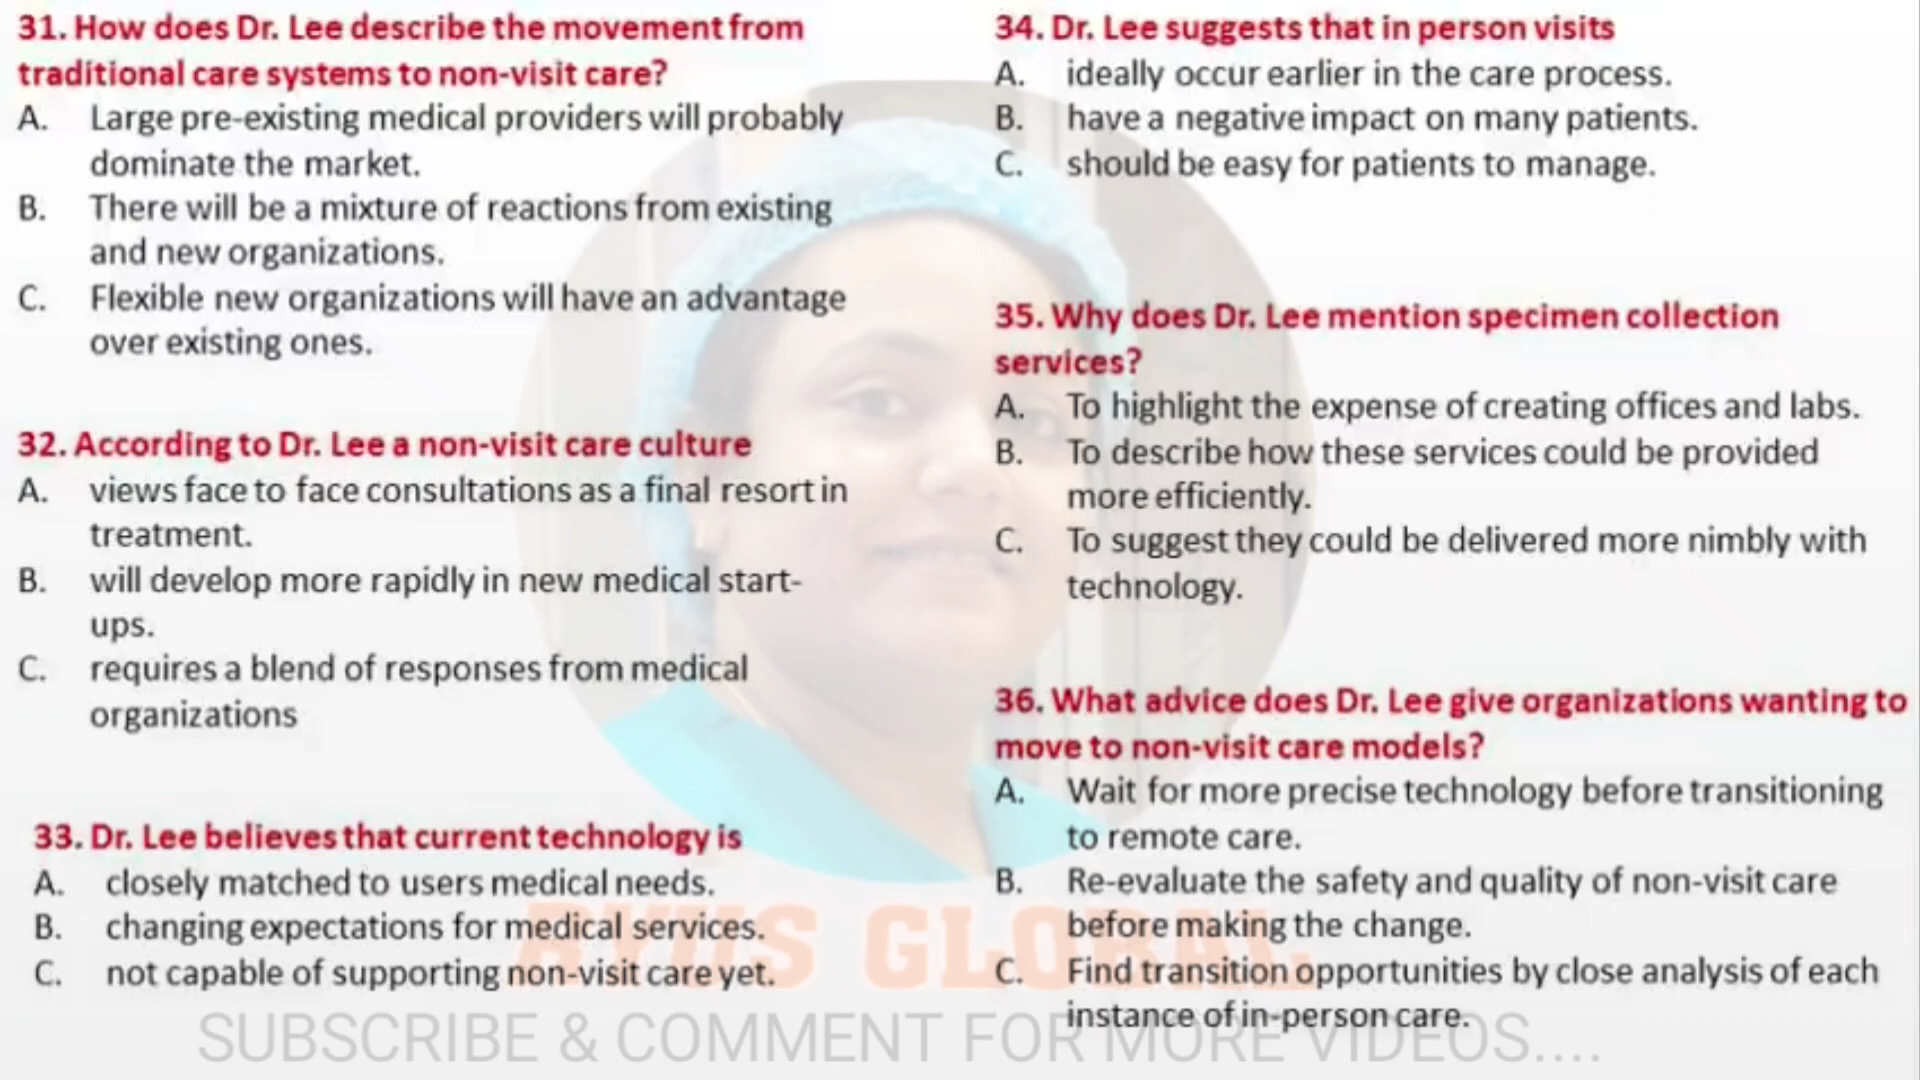 31. How does Dr. Lee describe the movement from
traditional care systems to non-visit care?
A. Large pre-existing medical providers will probably
dominate the market.
B. There will be a mixture of reactions from existing
and new organizations.
C. Flexible new organizations will have an advantage
over existing ones.
32. According to Dr. Lee a non-visit care culture
A. views face to face consultations as a final resort in
treatment.
B. will develop more rapidly in new medical start-
ups.
C. requires a blend of responses from medical
organizations
33. Dr. Lee believes that current technology is
A. closely matched to users medical needs.
B. changing expectations for medical services.
C. not capable of supporting non-visit care yet.
34. Dr. Lee suggests that in person visits
A. ideally occur earlier in the care process.
B. have a negative impact on many patients.
C. should be easy for patients to manage.
35. Why does Dr. Lee mention specimen collection
services?
A. To highlight the expense of creating offices and labs.
B. To describe how these services could be provided
more efficiently.
C. To suggest they could be delivered more nimbly with
technology.
36. What advice does Dr. Lee give organizations wanting to
move to non-visit care models?
A. Wait for more precise technology before transitioning
to remote care.
B. Re-evaluate the safety and quality of non-visit care
before making the change.
C. Find transition opportunities by close analysis of each
instance of in-person care.
GLOBAL
SUBSCRIBE & COMMENT FOR MORE VIDEOS....